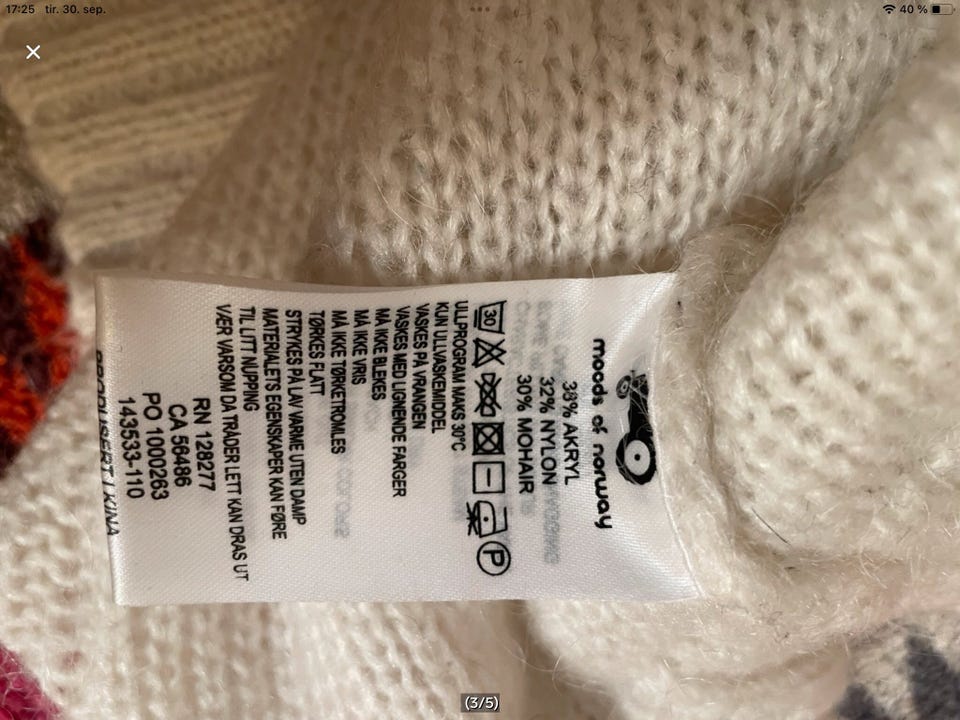 17:25 tir. 30. sep.
40 %
moods of norway
38% AKRYL
32% NYLON
30% MOHAIR
30
P
ULLPROGRAM MAKS 30°C
KUN ULLVASKEMIDDEL
VASKES PÅ VRANGEN
VASKES MED LIGNENDE FARGER
MÅ IKKE BLEKES
MÅ IKKE VRIS
MÅ IKKE TØRKETROMLES
TØRKES FLATT
STRYKES PÅ LAV VARME UTEN DAMP
MATERIALETS EGENSKAPER KAN FØRE
TIL LITT NUPPING
VÆR VARSOM DA TRÅDER LETT KAN DRAS UT
RN 128277
CA 56486
PO 1000263
143533-110
PRODUSERT I KINA
(3/5)